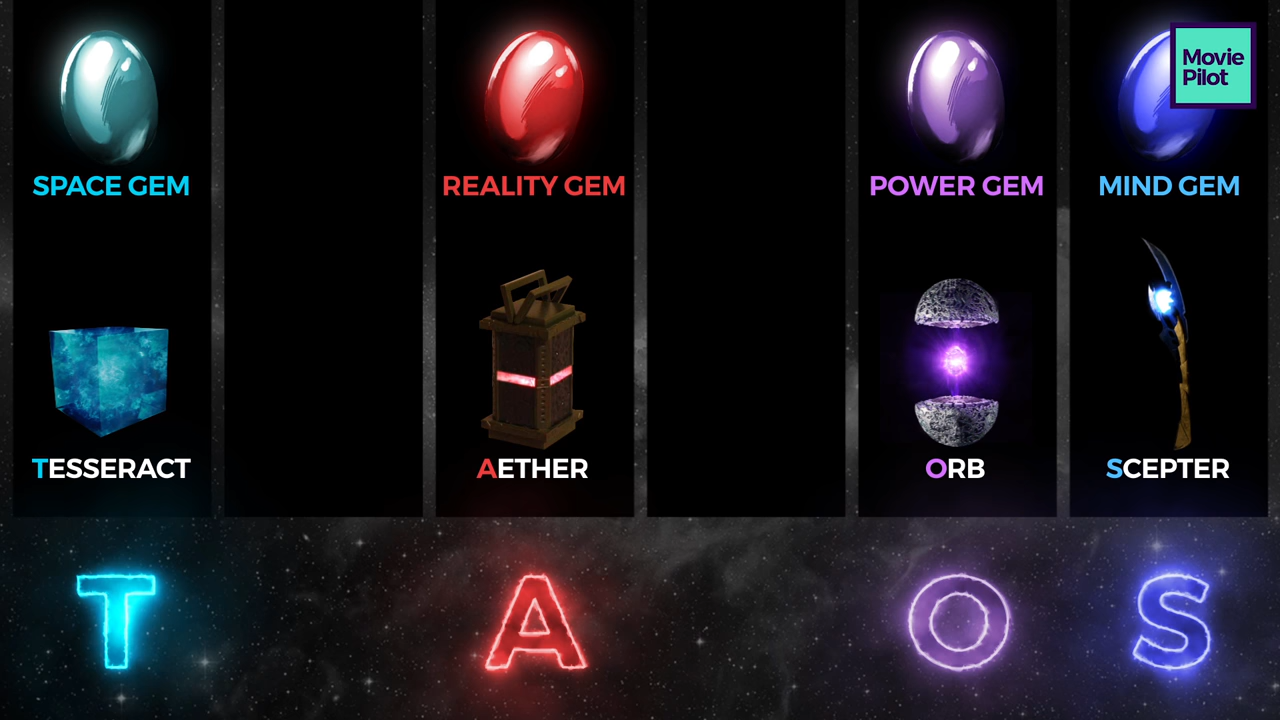 Movie
Pilot
SPACE GEM
REALITY GEM
POWER GEM
MIND GEM
TESSERACT
AETHER
ORB
SCEPTER
T
A
O
S